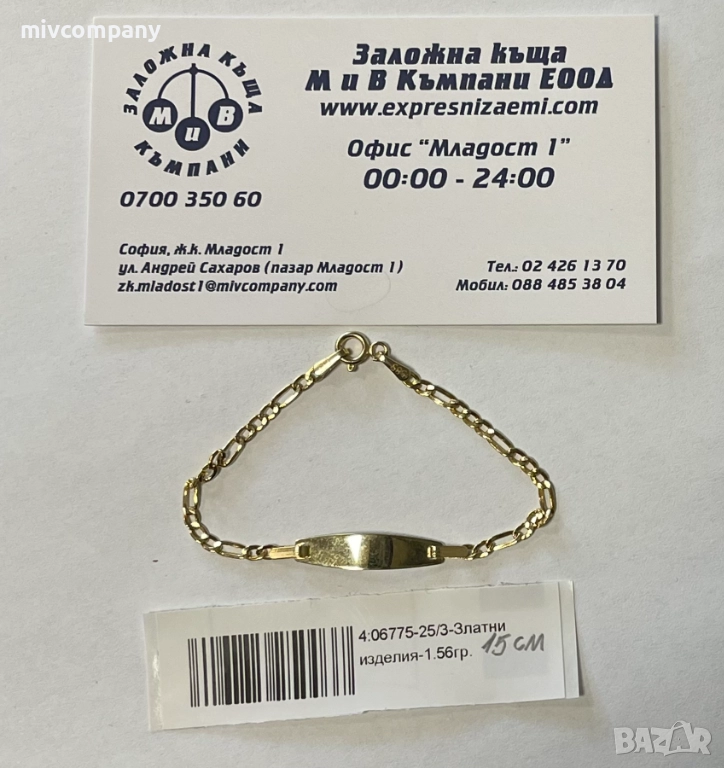 mivcompany
ЗАЛОЖНА КЪЩА
М и В
КЪМПАНИ
0700 350 60
Заложна къща
М и В Къмпани ЕООД
www.expresnizaemi.com
Офис "Младост 1"
00:00 - 24:00
София, ж.к. Младост 1
ул. Андрей Сахаров (пазар Младост 1)
zk.mladost1@mivcompany.com
Тел.: 02 426 13 70
Мобил: 088 485 38 04
4:06775-25/3-Златни
изделия-1.56гр. 15 см
BAZAR